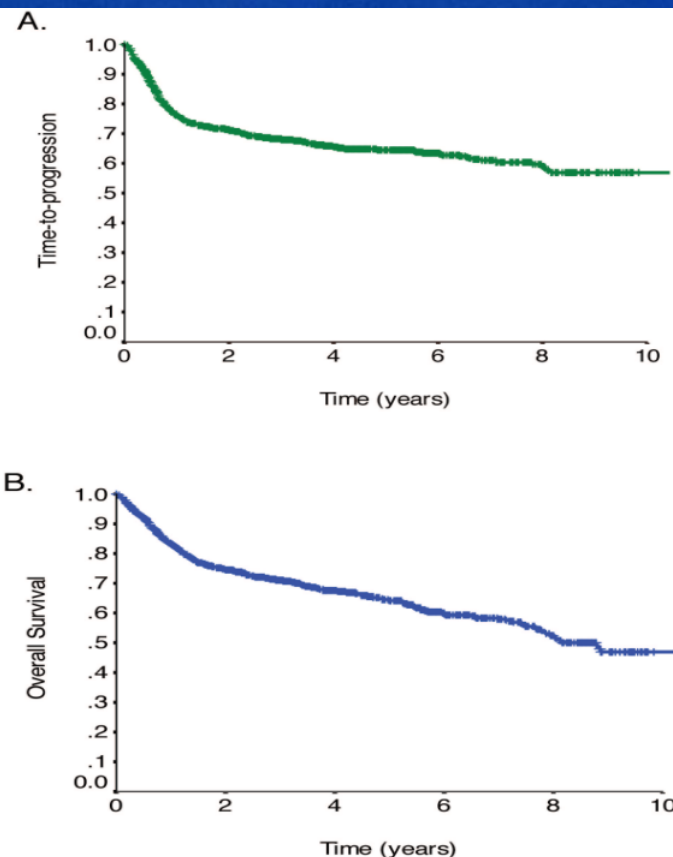 A.
1.0
.9
.8
.7
.6
.5
.4
.3
.2
.1
0.0
Time-to-progression
0 2 4 6 8 10
Time (years)
B.
1.0
.9
.8
.7
.6
.5
.4
.3
.2
.1
0.0
Overall Survival
0 2 4 6 8 10
Time (years)